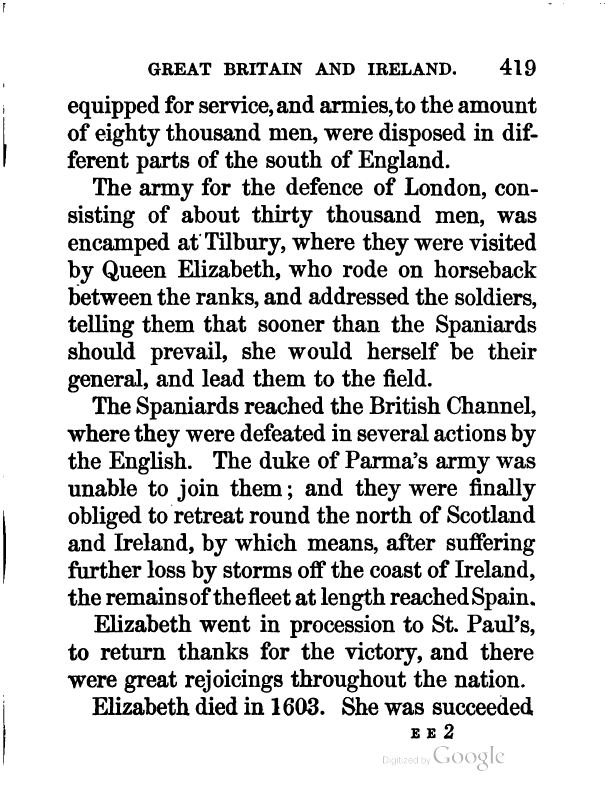 GREAT BRITAIN AND IRELAND. 419
equipped for service, and armies, to the amount
of eighty thousand men, were disposed in dif-
ferent parts of the south of England.
The army for the defence of London, con-
sisting of about thirty thousand men, was
encamped at Tilbury, where they were visited
by Queen Elizabeth, who rode on horseback
between the ranks, and addressed the soldiers,
telling them that sooner than the Spaniards
should prevail, she would herself be their
general, and lead them to the field.
The Spaniards reached the British Channel,
where they were defeated in several actions by
the English. The duke of Parma's army was
unable to join them; and they were finally
obliged to retreat round the north of Scotland
and Ireland, by which means, after suffering
further loss by storms off the coast of Ireland,
the remains of the fleet at length reached Spain.
Elizabeth went in procession to St. Paul's,
to return thanks for the victory, and there
were great rejoicings throughout the nation.
Elizabeth died in 1603. She was succeeded
E E 2
Digitized by Google